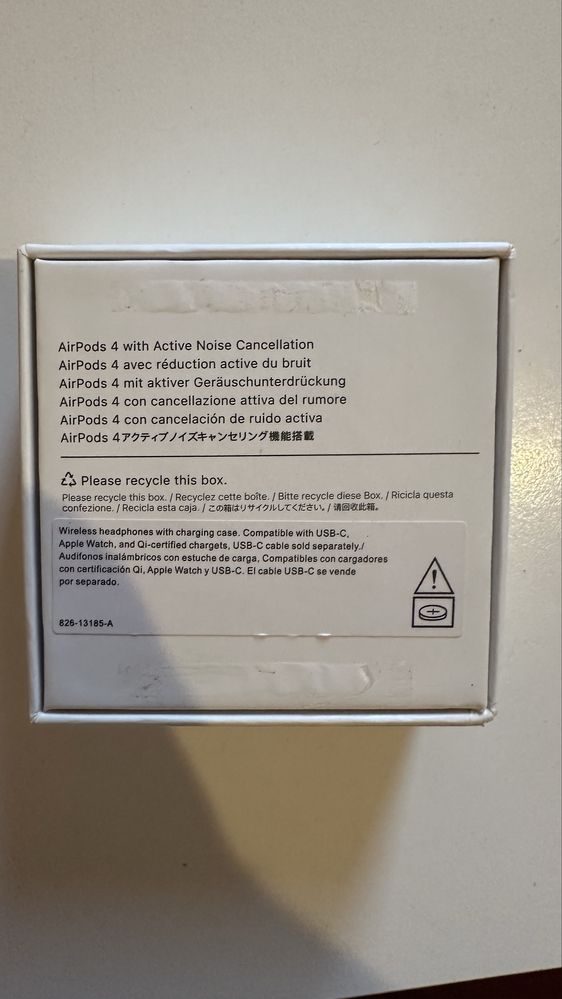 AirPods 4 with Active Noise Cancellation
AirPods 4 avec réduction active du bruit
AirPods 4 mit aktiver Geräuschunterdrückung
AirPods 4 con cancellazione attiva del rumore
AirPods 4 con cancelación de ruido activa
AirPods 4アクティブノイズキャンセリング機能搭載
Please recycle this box.
Please recycle this box. / Recyclez cette boîte. / Bitte recycle diese Box. / Ricicla questa
confezione. / Recicla esta caja. / この箱はリサイクルしてください。/ 请回收此箱。
Wireless headphones with charging case. Compatible with USB-C,
Apple Watch, and Qi-certified chargets, USB-C cable sold separately./
Audifonos inalámbricos con estuche de carga, Compatibles con cargadores
con certificación Qi, Apple Watch y USB-C. El cable USB-C se vende
por separado.
826-13185-A